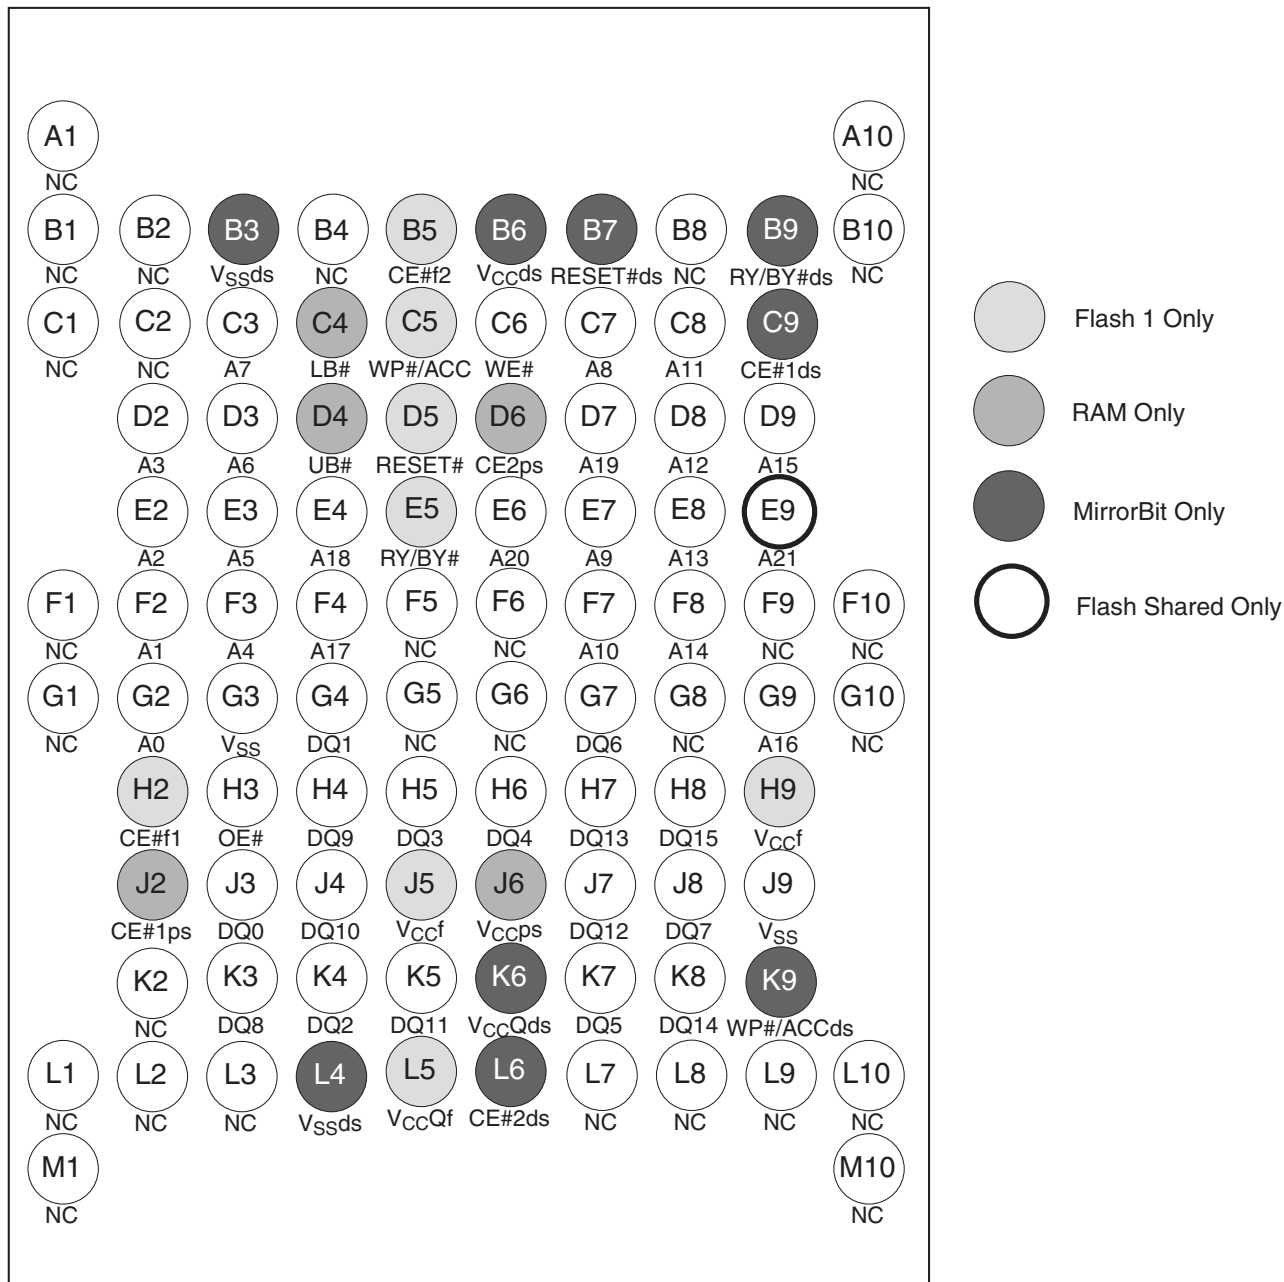 A1 A10
NC NC
B1 B2 B3 B4 B5 B6 B7 B8 B9 B10
NC NC VSSds NC CE#f2 VCCds RESET#ds NC RY/BY#ds NC
C1 C2 C3 C4 C5 C6 C7 C8 C9
NC NC A7 LB# WP#/ACC WE# A8 A11 CE#1ds
D2 D3 D4 D5 D6 D7 D8 D9
A3 A6 UB# RESET# CE2ps A19 A12 A15
E2 E3 E4 E5 E6 E7 E8 E9
A2 A5 A18 RY/BY# A20 A9 A13 A21
F1 F2 F3 F4 F5 F6 F7 F8 F9 F10
NC A1 A4 A17 NC NC A10 A14 NC NC
G1 G2 G3 G4 G5 G6 G7 G8 G9 G10
NC A0 VSS DQ1 NC NC DQ6 NC A16 NC
H2 H3 H4 H5 H6 H7 H8 H9
CE#f1 OE# DQ9 DQ3 DQ4 DQ13 DQ15 VCCf
J2 J3 J4 J5 J6 J7 J8 J9
CE#1ps DQ0 DQ10 VCCf VCCps DQ12 DQ7 VSS
K2 K3 K4 K5 K6 K7 K8 K9
NC DQ8 DQ2 DQ11 VCCQds DQ5 DQ14 WP#/ACCds
L1 L2 L3 L4 L5 L6 L7 L8 L9 L10
NC NC NC VSSds VCCQf CE#2ds NC NC NC NC
M1 M10
NC NC
Flash 1 Only
RAM Only
MirrorBit Only
Flash Shared Only